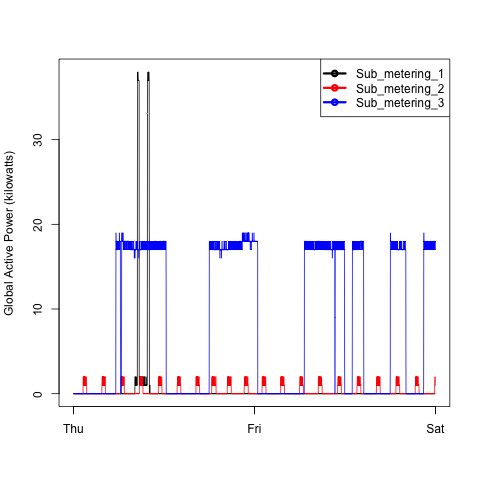 Sub_metering_1
Sub_metering_2
Sub_metering_3
Global Active Power (kilowatts)
30
20
10
0
Thu Fri Sat